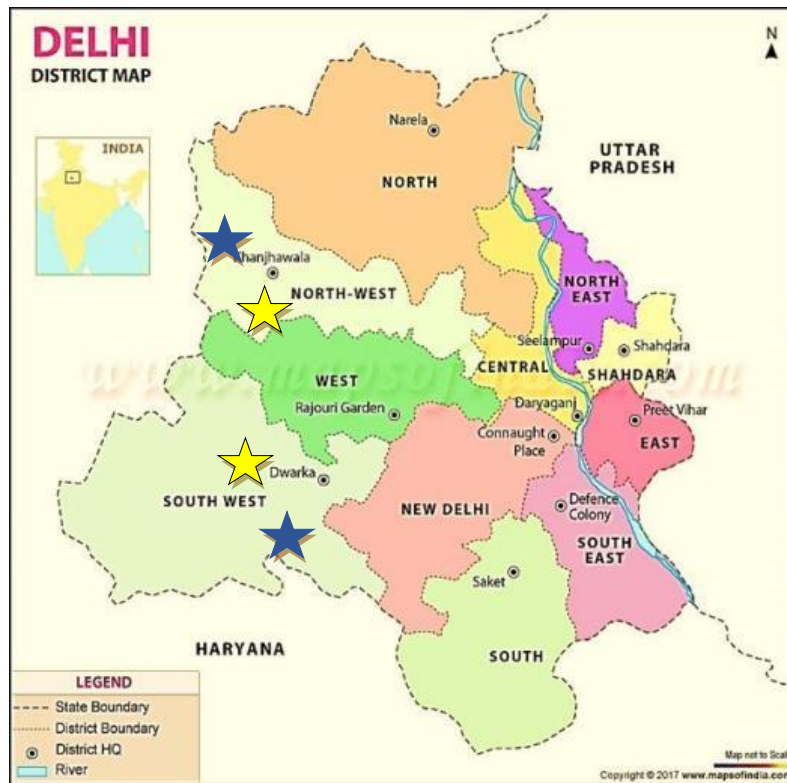 DELHI
DISTRICT MAP
N
INDIA
UTTAR
PRADESH
Narela
NORTH
NORTH-WEST
NORTH
EAST
Seelampur
Shahdara
SHAHDARA
CENTRAL
WEST
Rajouri Garden
Daryaganj
Preet Vihar
EAST
Connaught
Place
Dwarka
SOUTH WEST
NEW DELHI
Defence
Colony
SOUTH
EAST
Saket
SOUTH
HARYANA
LEGEND
State Boundary
District Boundary
District HQ
River
Map not to Scal
Copyright © 2017 www.mapsofindia.com